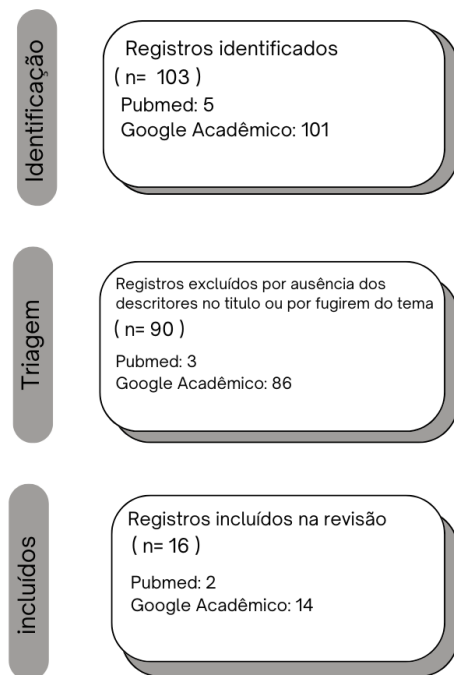 Identificação
Registros identificados
( n= 103 )
Pubmed: 5
Google Acadêmico: 101
Triagem
Registros excluídos por ausência dos
descritores no titulo ou por fugirem do tema
( n= 90 )
Pubmed: 3
Google Acadêmico: 86
incluídos
Registros incluídos na revisão
( n= 16 )
Pubmed: 2
Google Acadêmico: 14